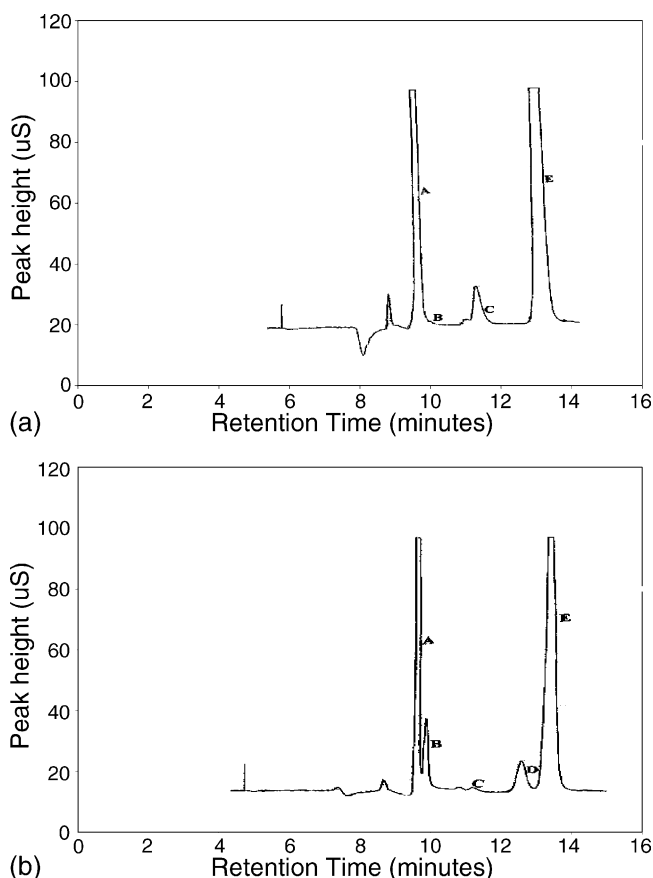 120
100
80
60
40
20
0
Peak height (uS)
A
B
C
E
0 2 4 6 8 10 12 14 16
(a) Retention Time (minutes)
120
100
80
60
40
20
0
Peak height (uS)
A
B
C
D
E
0 2 4 6 8 10 12 14 16
(b) Retention Time (minutes)